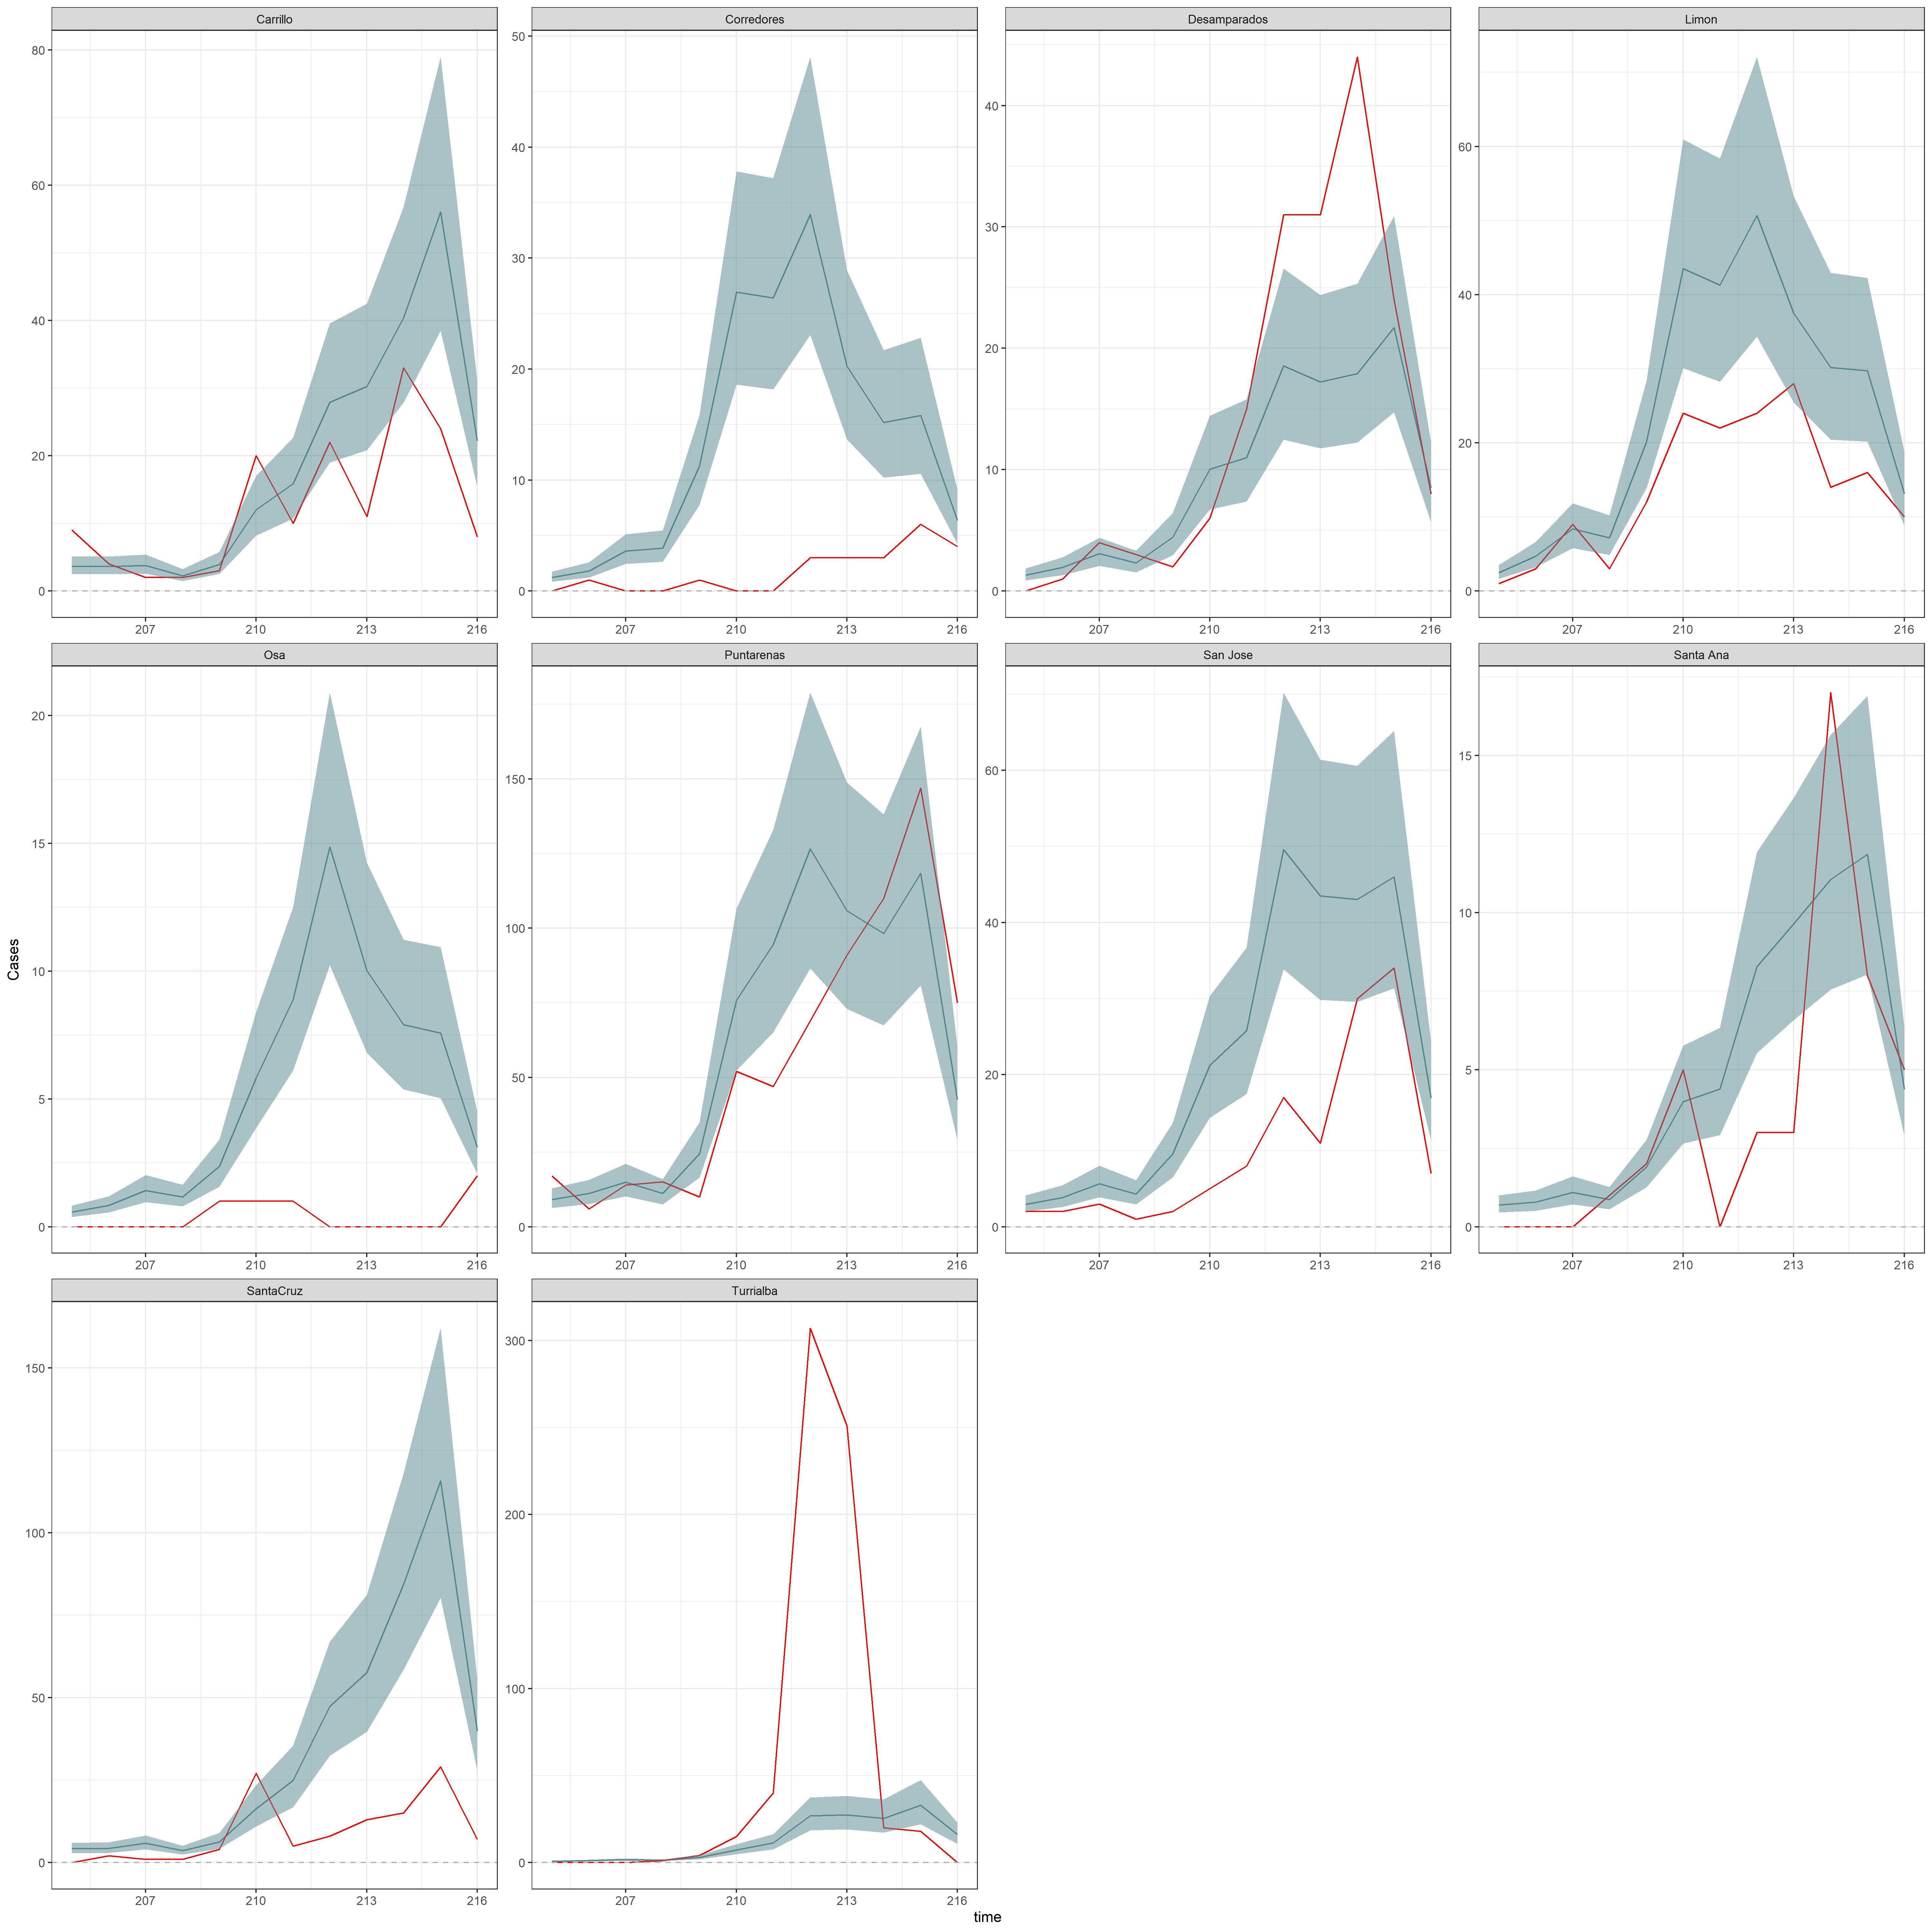 Carrillo Corredores Desamparados Limon
80 50 40 60
60 40 30 40
40 30 20 20
20 20 10 0
0 10 0
0
207 210 213 216 207 210 213 216 207 210 213 216 207 210 213 216
Osa Puntarenas San Jose Santa Ana
20 150 60 15
15 100 40 10
10 50 20 5
5 0 0 0
0
207 210 213 216 207 210 213 216 207 210 213 216 207 210 213 216
Cases
SantaCruz Turrialba
150 300
100 200
50 100
0 0
207 210 213 216 207 210 213 216
time